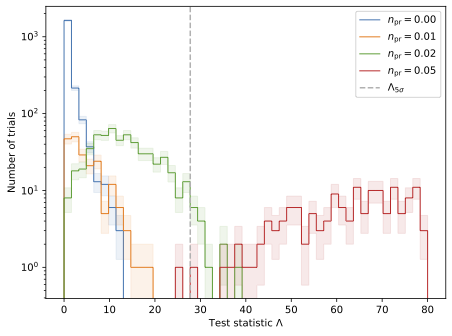 n_pr = 0.00
n_pr = 0.01
n_pr = 0.02
n_pr = 0.05
Λ_5σ
10³
10²
10¹
10⁰
Number of trials
0 10 20 30 40 50 60 70 80
Test statistic Λ